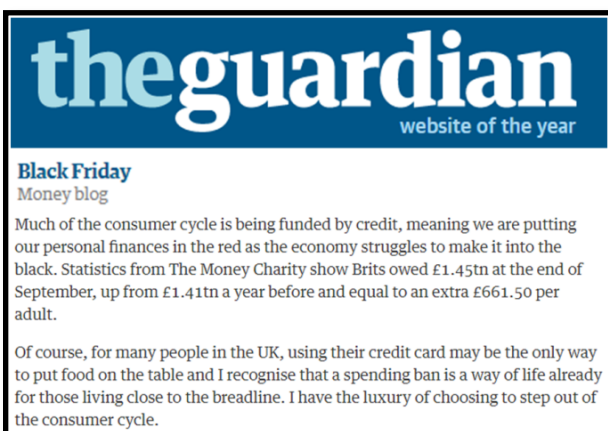 theguardian
website of the year
Black Friday
Money blog
Much of the consumer cycle is being funded by credit, meaning we are putting
our personal finances in the red as the economy struggles to make it into the
black. Statistics from The Money Charity show Brits owed £1.45tn at the end of
September, up from £1.41tn a year before and equal to an extra £661.50 per
adult.
Of course, for many people in the UK, using their credit card may be the only way
to put food on the table and I recognise that a spending ban is a way of life already
for those living close to the breadline. I have the luxury of choosing to step out of
the consumer cycle.